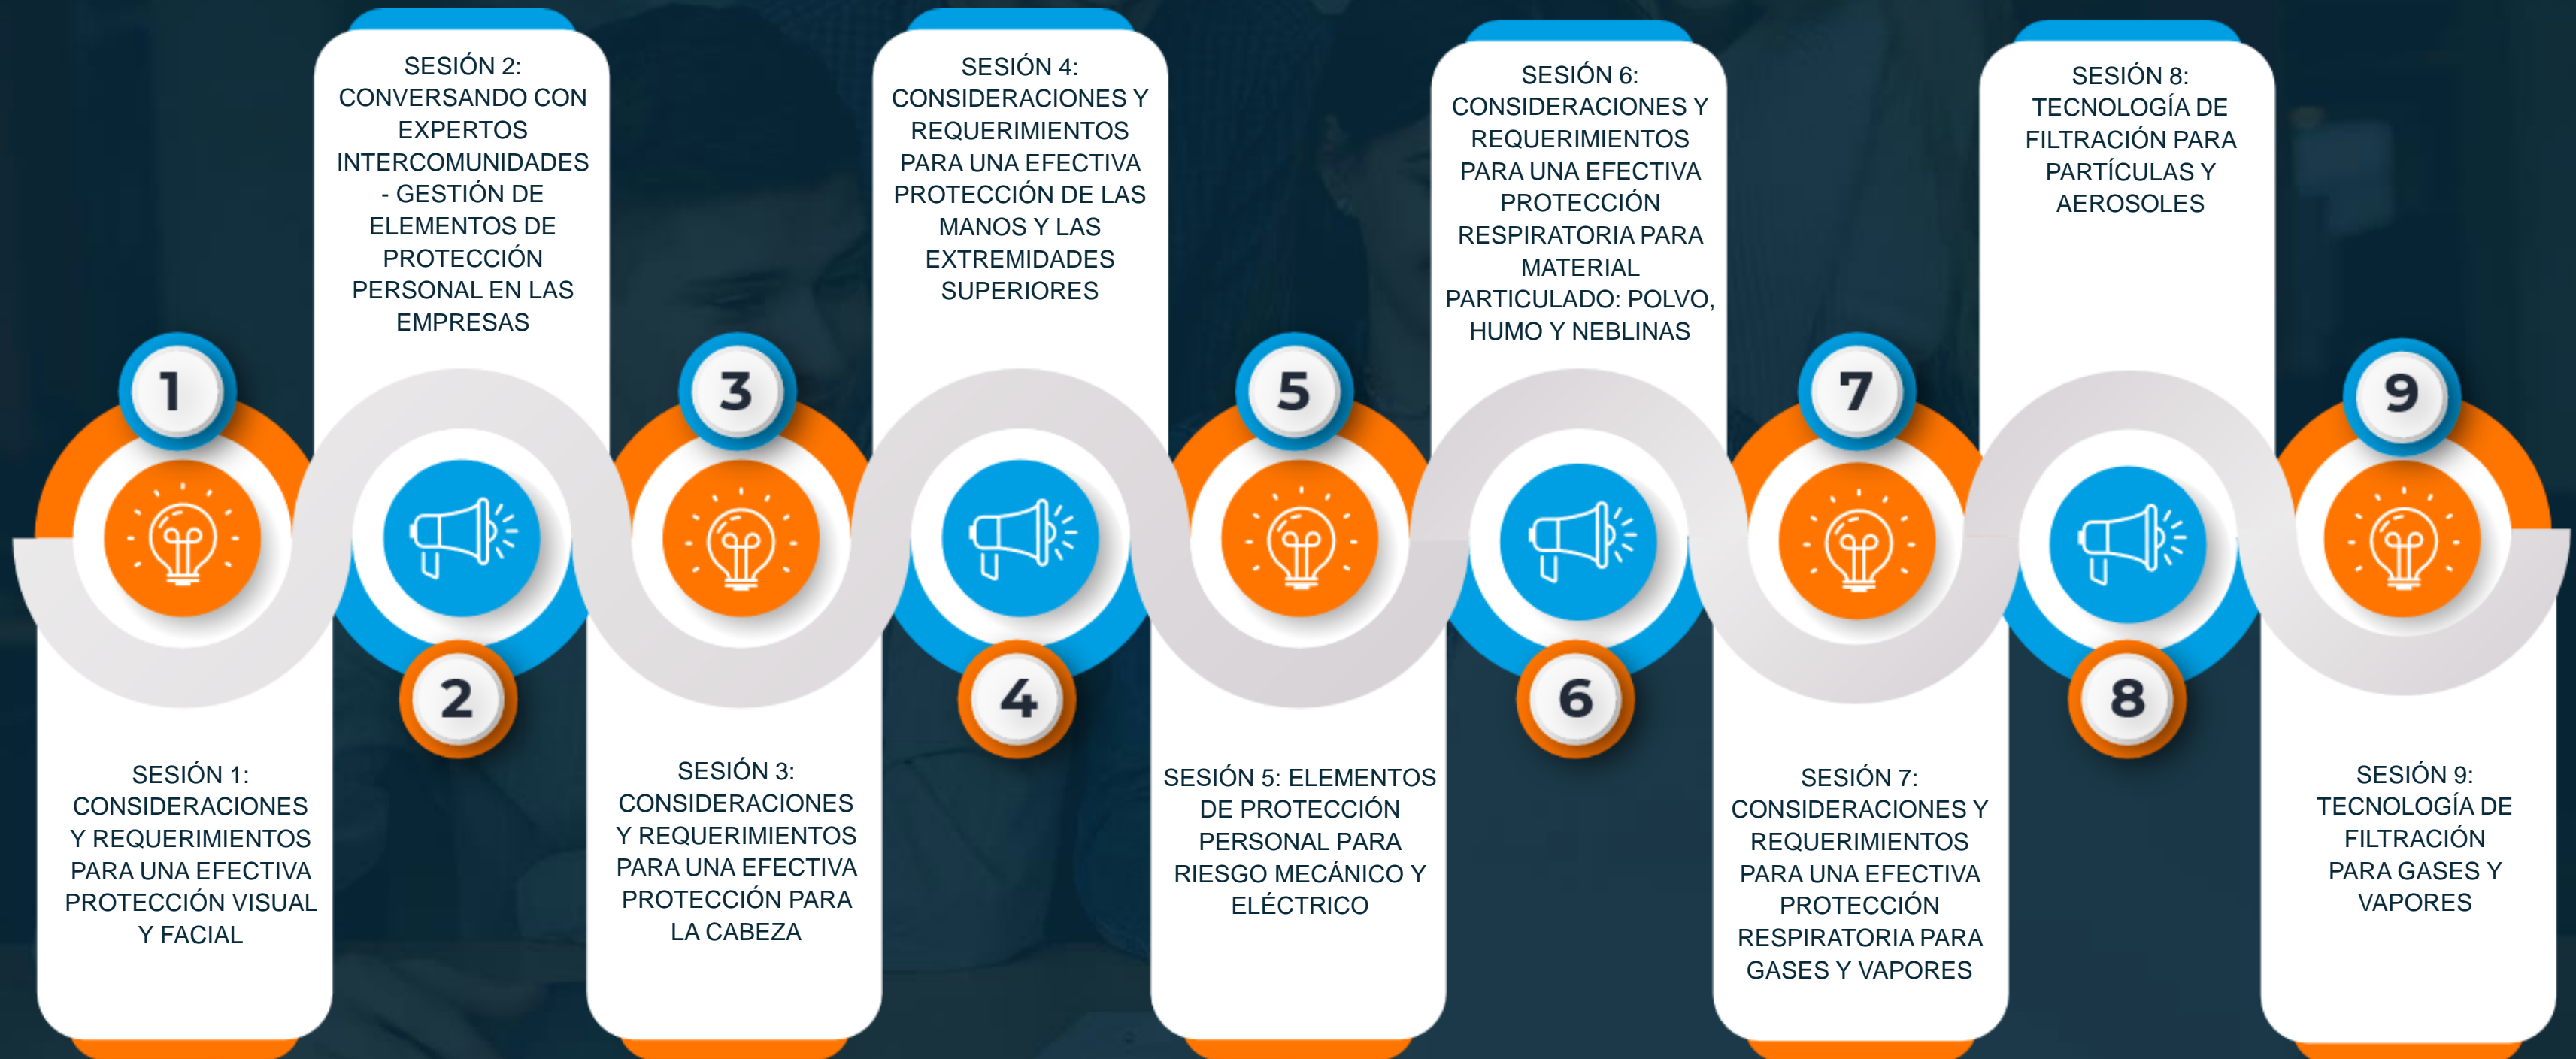 SESIÓN 2:
CONVERSANDO CON
EXPERTOS
INTERCOMUNIDADES
- GESTIÓN DE
ELEMENTOS DE
PROTECCIÓN
PERSONAL EN LAS
EMPRESAS
SESIÓN 4:
CONSIDERACIONES Y
REQUERIMIENTOS
PARA UNA EFECTIVA
PROTECCIÓN DE LAS
MANOS Y LAS
EXTREMIDADES
SUPERIORES
SESIÓN 6:
CONSIDERACIONES Y
REQUERIMIENTOS
PARA UNA EFECTIVA
PROTECCIÓN
RESPIRATORIA PARA
MATERIAL
PARTICULADO: POLVO,
HUMO Y NEBLINAS
SESIÓN 8:
TECNOLOGÍA DE
FILTRACIÓN PARA
PARTÍCULAS Y
AEROSOLES
1
3
5
7
9
2
4
6
8
SESIÓN 1:
CONSIDERACIONES
Y REQUERIMIENTOS
PARA UNA EFECTIVA
PROTECCIÓN VISUAL
Y FACIAL
SESIÓN 3:
CONSIDERACIONES
Y REQUERIMIENTOS
PARA UNA EFECTIVA
PROTECCIÓN PARA
LA CABEZA
SESIÓN 5: ELEMENTOS
DE PROTECCIÓN
PERSONAL PARA
RIESGO MECÁNICO Y
ELÉCTRICO
SESIÓN 7:
CONSIDERACIONES Y
REQUERIMIENTOS
PARA UNA EFECTIVA
PROTECCIÓN
RESPIRATORIA PARA
GASES Y VAPORES
SESIÓN 9:
TECNOLOGÍA DE
FILTRACIÓN
PARA GASES Y
VAPORES